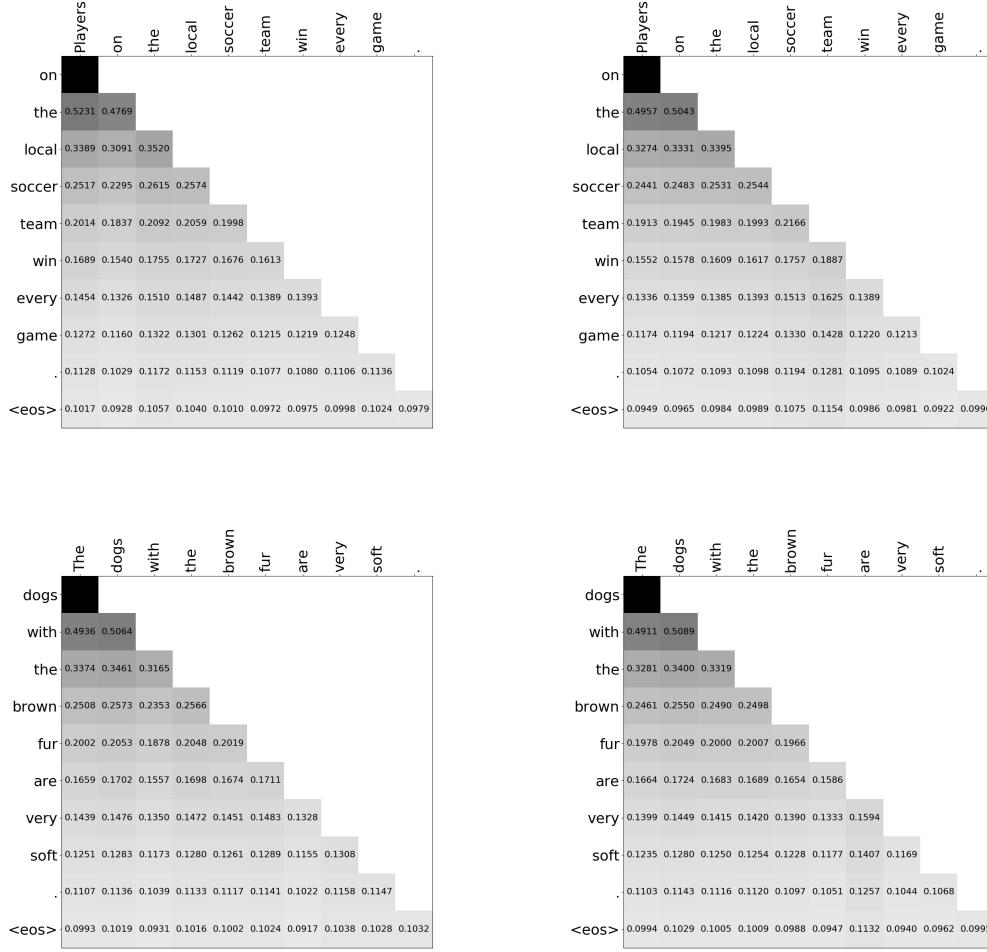 Players on the local soccer team win every game .
on
the 0.5231 0.4769
local 0.3389 0.3091 0.3520
soccer 0.2517 0.2295 0.2615 0.2574
team 0.2014 0.1837 0.2092 0.2059 0.1998
win 0.1689 0.1540 0.1755 0.1727 0.1676 0.1613
every 0.1454 0.1326 0.1510 0.1487 0.1442 0.1389 0.1393
game 0.1272 0.1160 0.1322 0.1301 0.1262 0.1215 0.1219 0.1248
. 0.1128 0.1029 0.1172 0.1153 0.1119 0.1077 0.1080 0.1106 0.1136
<eos> 0.1017 0.0928 0.1057 0.1040 0.1010 0.0972 0.0975 0.0998 0.1024 0.0979
Players on the local soccer team win every game .
on
the 0.4957 0.5043
local 0.3274 0.3331 0.3395
soccer 0.2441 0.2483 0.2531 0.2544
team 0.1913 0.1945 0.1983 0.1993 0.2166
win 0.1552 0.1578 0.1609 0.1617 0.1757 0.1887
every 0.1336 0.1359 0.1385 0.1393 0.1513 0.1625 0.1389
game 0.1174 0.1194 0.1217 0.1224 0.1330 0.1428 0.1220 0.1213
. 0.1054 0.1072 0.1093 0.1098 0.1194 0.1281 0.1095 0.1089 0.1024
<eos> 0.0949 0.0965 0.0984 0.0989 0.1075 0.1154 0.0986 0.0981 0.0922
The dogs with the brown fur are very soft .
dogs
with 0.4936 0.5064
the 0.3374 0.3461 0.3165
brown 0.2508 0.2573 0.2353 0.2566
fur 0.2002 0.2053 0.1878 0.2048 0.2019
are 0.1659 0.1702 0.1557 0.1698 0.1674 0.1711
very 0.1439 0.1476 0.1350 0.1472 0.1451 0.1483 0.1328
soft 0.1251 0.1283 0.1173 0.1280 0.1261 0.1289 0.1155 0.1308
. 0.1107 0.1136 0.1039 0.1133 0.1117 0.1141 0.1022 0.1158 0.1147
<eos> 0.0993 0.1019 0.0931 0.1016 0.1002 0.1024 0.0917 0.1038 0.1028 0.1032
The dogs with the brown fur are very soft .
dogs
with 0.4911 0.5089
the 0.3281 0.3400 0.3319
brown 0.2461 0.2550 0.2490 0.2498
fur 0.1978 0.2049 0.2000 0.2007 0.1966
are 0.1664 0.1724 0.1683 0.1689 0.1654 0.1586
very 0.1399 0.1449 0.1415 0.1420 0.1390 0.1333 0.1594
soft 0.1235 0.1280 0.1250 0.1254 0.1228 0.1177 0.1407 0.1169
. 0.1103 0.1143 0.1116 0.1120 0.1097 0.1051 0.1257 0.1044 0.1068
<eos> 0.0994 0.1029 0.1005 0.1009 0.0988 0.0947 0.1132 0.0940 0.0962